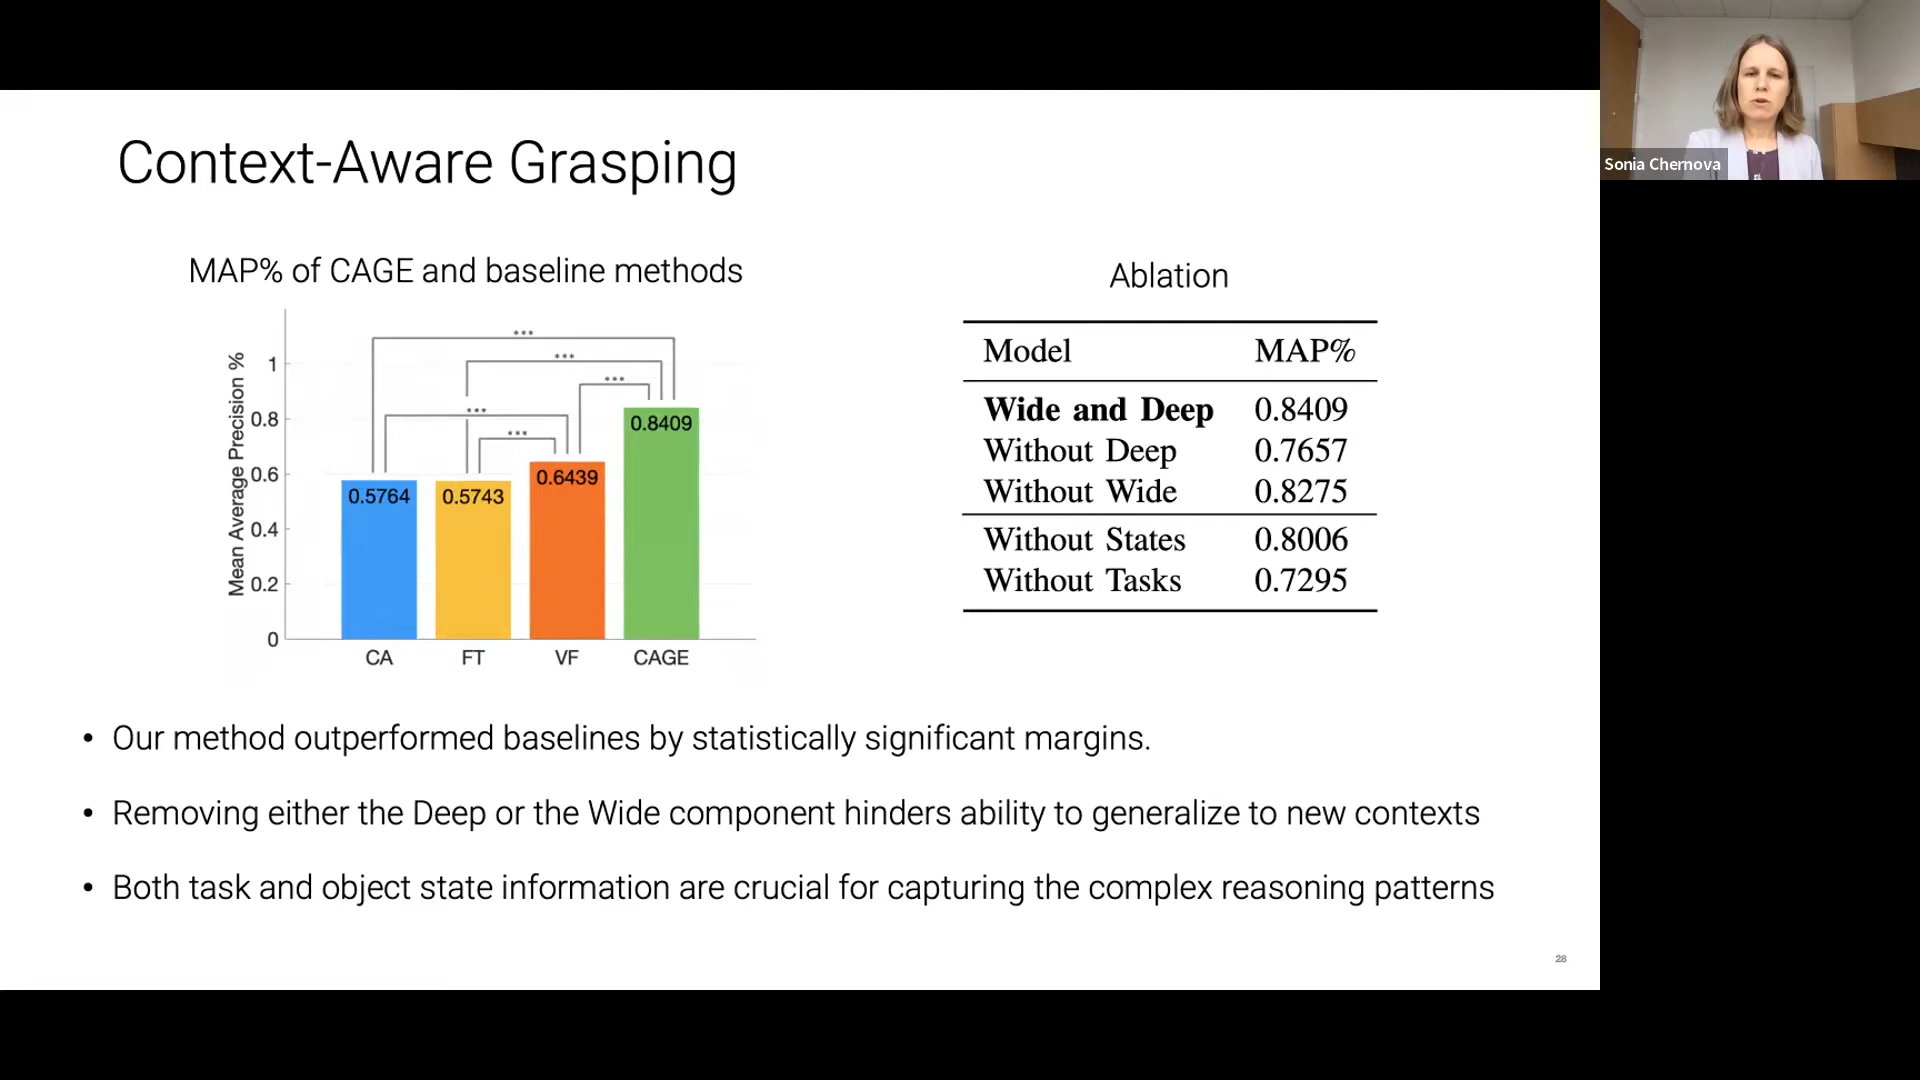 Context-Aware Grasping
Sonia Chernova
MAP% of CAGE and baseline methods
Mean Average Precision %
1
0.8
0.6
0.4
0.2
0
***
***
***
***
***
0.5764
0.5743
0.6439
0.8409
CA FT VF CAGE
Ablation
Model MAP%
Wide and Deep 0.8409
Without Deep 0.7657
Without Wide 0.8275
Without States 0.8006
Without Tasks 0.7295
• Our method outperformed baselines by statistically significant margins.
• Removing either the Deep or the Wide component hinders ability to generalize to new contexts
• Both task and object state information are crucial for capturing the complex reasoning patterns
28